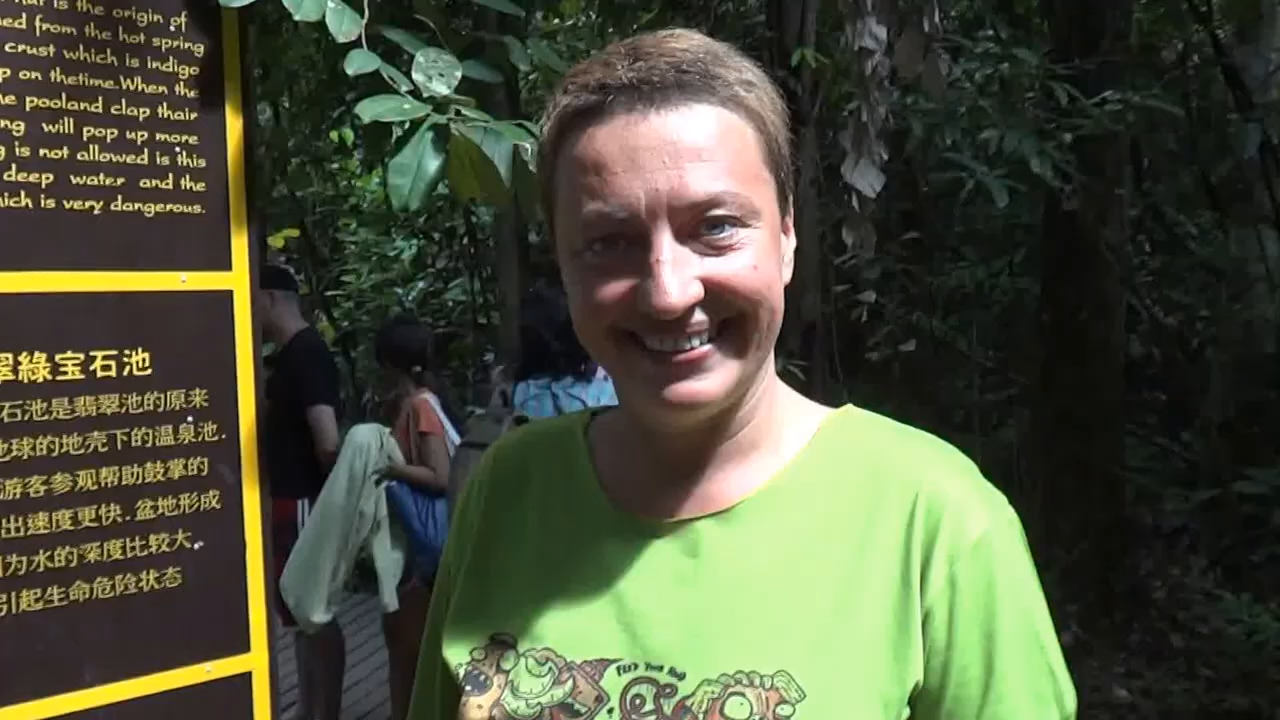 is the origin of
ed from the hot spring
crust which is indigo
p on thetime.When the
e pooland clap thair
ng will pop up more
g is not allowed is this
deep water and the
hich is very dangerous.
翠綠宝石池
石池是翡翠池的原来
地球的地壳下的温泉池.
游客参观帮助鼓掌的
出速度更快.盆地形成
因为水的深度比较大.
引起生命危险状态